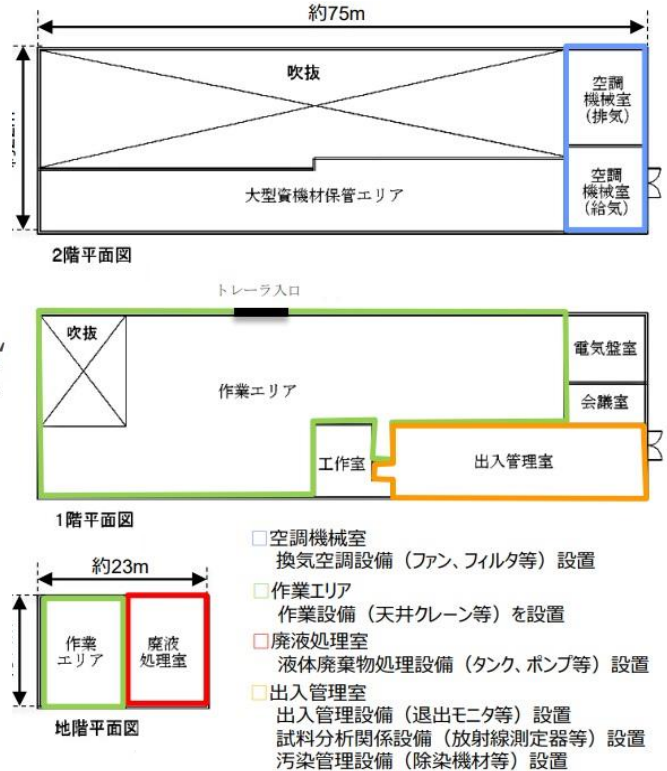 約75m
吹抜
空調
機械室
(排気)
空調
機械室
(給気)
大型資機材保管エリア
2階平面図
トレーラ入口
吹抜
作業エリア
電気盤室
会議室
工作室
出入管理室
1階平面図
約23m
作業
エリア
廃液
処理室
地階平面図
□空調機械室
換気空調設備（ファン、フィルタ等）設置
□作業エリア
作業設備（天井クレーン等）を設置
□廃液処理室
液体廃棄物処理設備（タンク、ポンプ等）設置
□出入管理室
出入管理設備（退出モニタ等）設置
試料分析関係設備（放射線測定器等）設置
汚染管理設備（除染機材等）設置